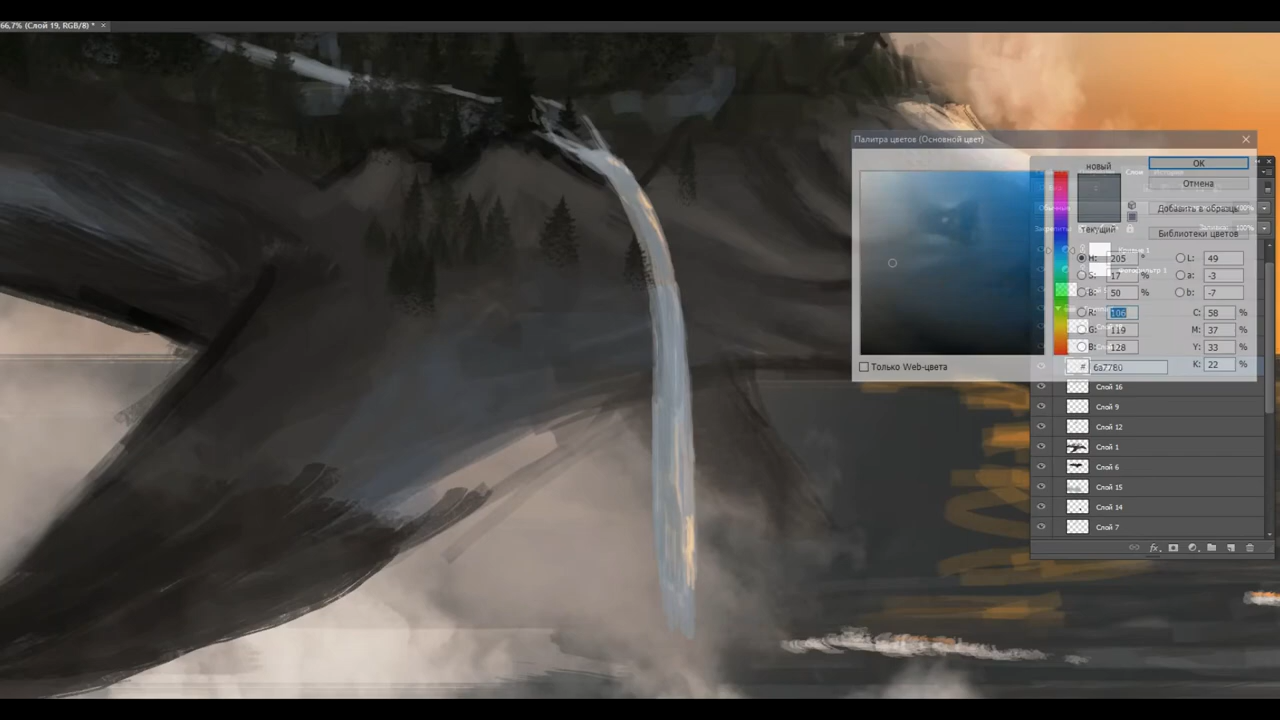 66,7% (Слой 19, RGB/8) * ×
Палитра цветов (Основной цвет)
новый
OK
Отмена
Добавить в образцы
текущий
Библиотеки цветов
H: 205 °
L: 49
S: 17 %
a: -3
B: 50 %
b: -7
R: 106
C: 58 %
G: 119
M: 37 %
B: 128
Y: 33 %
Только Web-цвета
# 6a7780
K: 22 %
Слой 16
Слой 9
Слой 12
Слой 1
Слой 6
Слой 15
Слой 14
Слой 7